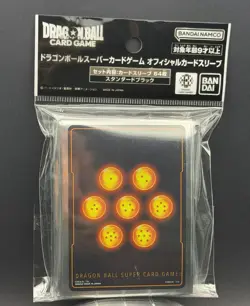 DRAGON BALL
CARD GAME
BANDAI NAMCO
対象年齢9才以上
ドラゴンボールスーパーカードゲーム オフィシャルカードスリーブ
セット内容:カードスリーブ 64枚
スタンダードブラック
BAN
DAI
DRAGON BALL SUPER CARD GAME